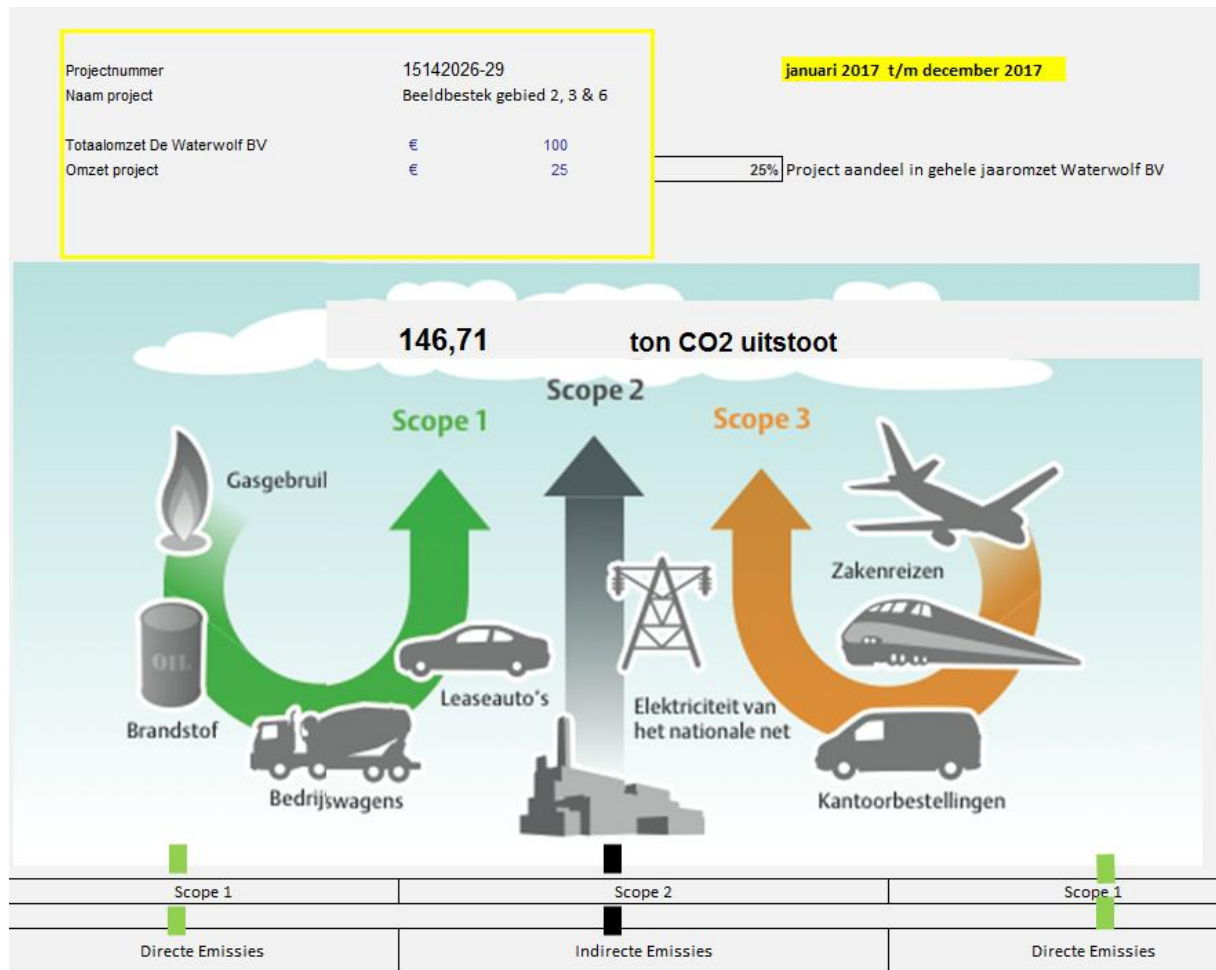 Projectnummer 15142026-29 januari 2017 t/m december 2017
Naam project Beeldbestek gebied 2, 3 & 6
Totaalomzet De Waterwolf BV € 100
Omzet project € 25 25% Project aandeel in gehele jaaromzet Waterwolf BV
146,71 ton CO2 uitstoot
Scope 2
Scope 1 Scope 3
Gasgebruil
Zakenreizen
OIL
Leaseauto's
Elektriciteit van
het nationale net
Brandstof
Bedrijswagens
Kantoorbestellingen
Scope 1 Scope 2 Scope 1
Directe Emissies Indirecte Emissies Directe Emissies